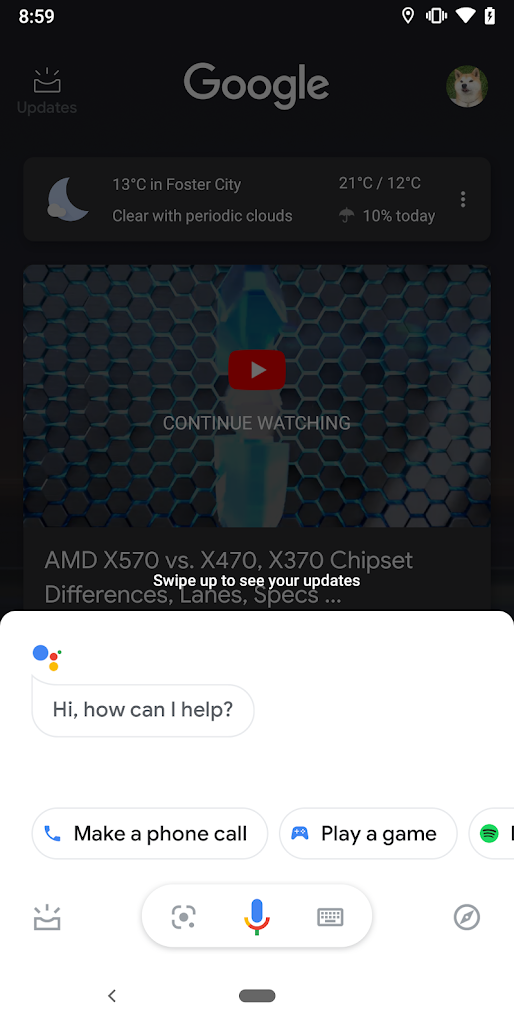 8:59
Google
Updates
13°C in Foster City
21°C / 12°C
Clear with periodic clouds
10% today
CONTINUE WATCHING
AMD X570 vs. X470, X370 Chipset
Swipe up to see your updates
Differences, Lanes, Specs ...
Hi, how can I help?
Make a phone call
Play a game